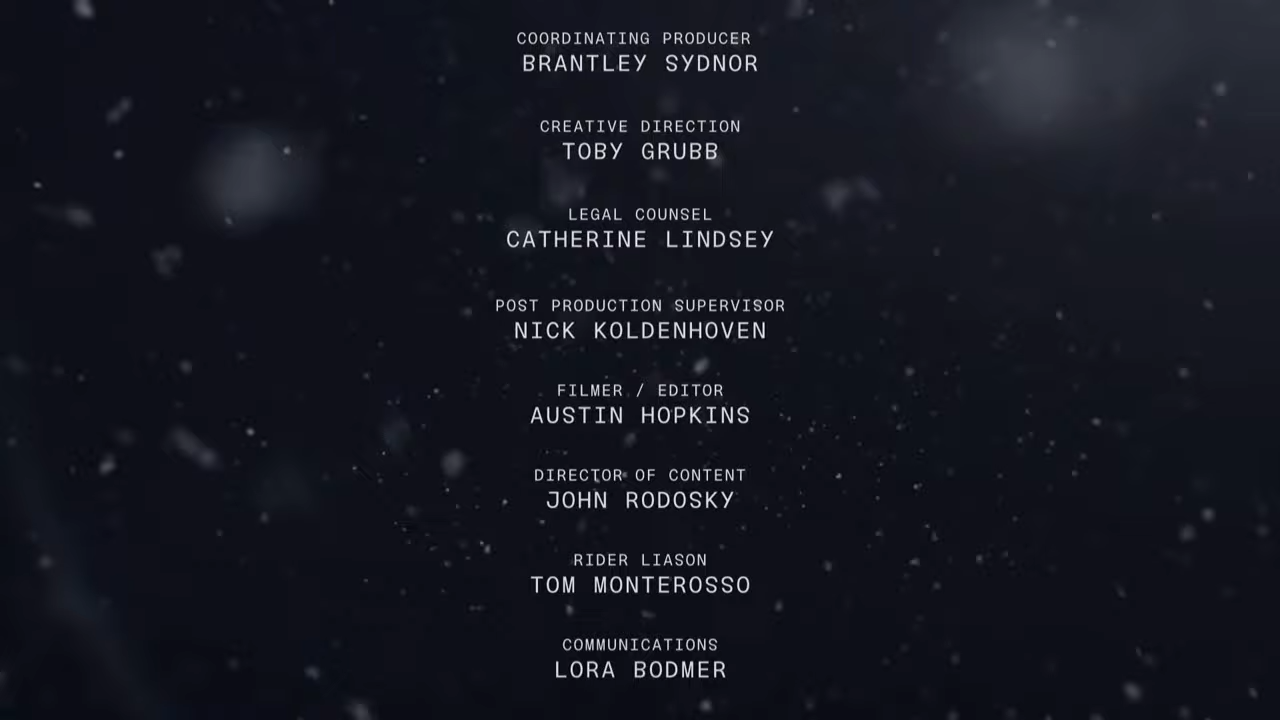 COORDINATING PRODUCER
BRANTLEY SYDNOR
CREATIVE DIRECTION
TOBY GRUBB
LEGAL COUNSEL
CATHERINE LINDSEY
POST PRODUCTION SUPERVISOR
NICK KOLDENHOVEN
FILMER / EDITOR
AUSTIN HOPKINS
DIRECTOR OF CONTENT
JOHN RODOSKY
RIDER LIASON
TOM MONTEROSSO
COMMUNICATIONS
LORA BODMER